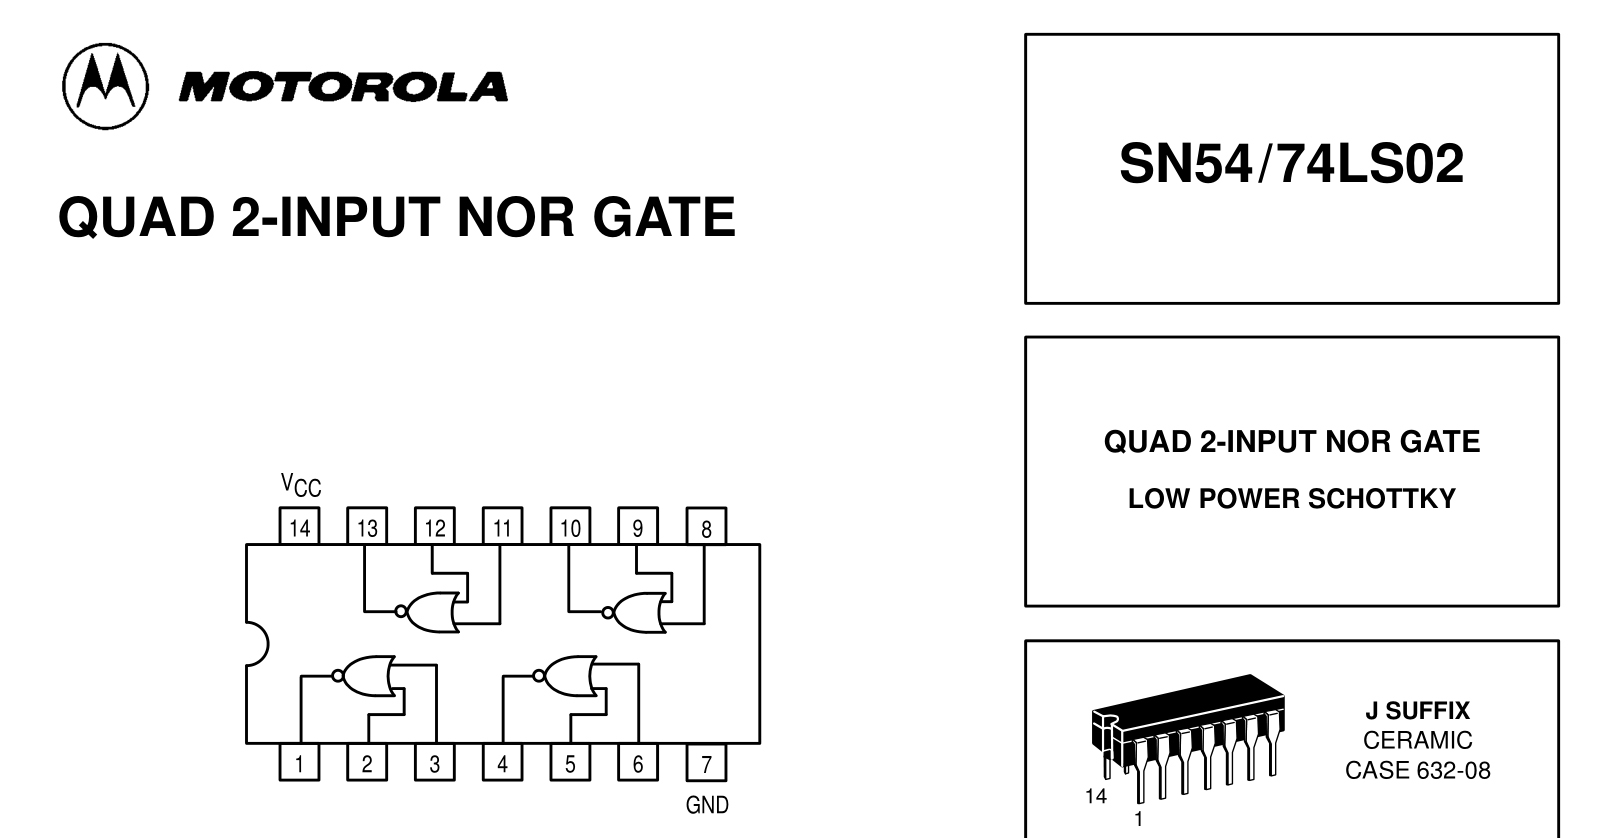 MOTOROLA
QUAD 2-INPUT NOR GATE
VCC
14 13 12 11 10 9 8
1 2 3 4 5 6 7
GND
SN54/74LS02
QUAD 2-INPUT NOR GATE
LOW POWER SCHOTTKY
J SUFFIX
CERAMIC
CASE 632-08
14
1